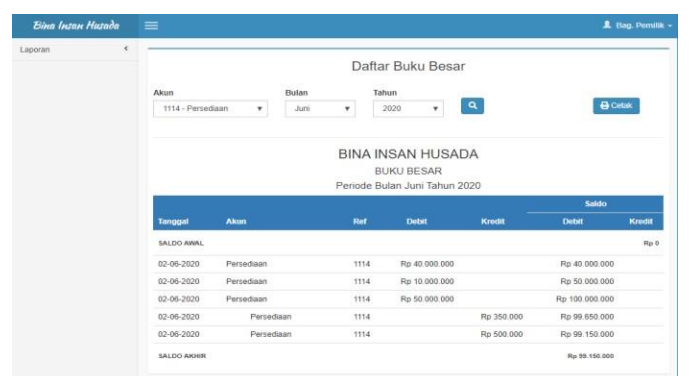 Bina Insan Husada
Bag. Pemilik
Laporan
Daftar Buku Besar
Akun Bulan Tahun
1114 - Persediaan Juni 2020 Cetak
BINA INSAN HUSADA
BUKU BESAR
Periode Bulan Juni Tahun 2020
Saldo
Tanggal Akun Ref Debit Kredit Debit Kredit
SALDO AWAL Rp 0
02-06-2020 Persediaan 1114 Rp 40.000.000 Rp 40.000.000
02-06-2020 Persediaan 1114 Rp 10.000.000 Rp 50.000.000
02-06-2020 Persediaan 1114 Rp 50.000.000 Rp 100.000.000
02-06-2020 Persediaan 1114 Rp 350.000 Rp 99.650.000
02-06-2020 Persediaan 1114 Rp 500.000 Rp 99.150.000
SALDO AKHIR Rp 99.150.000